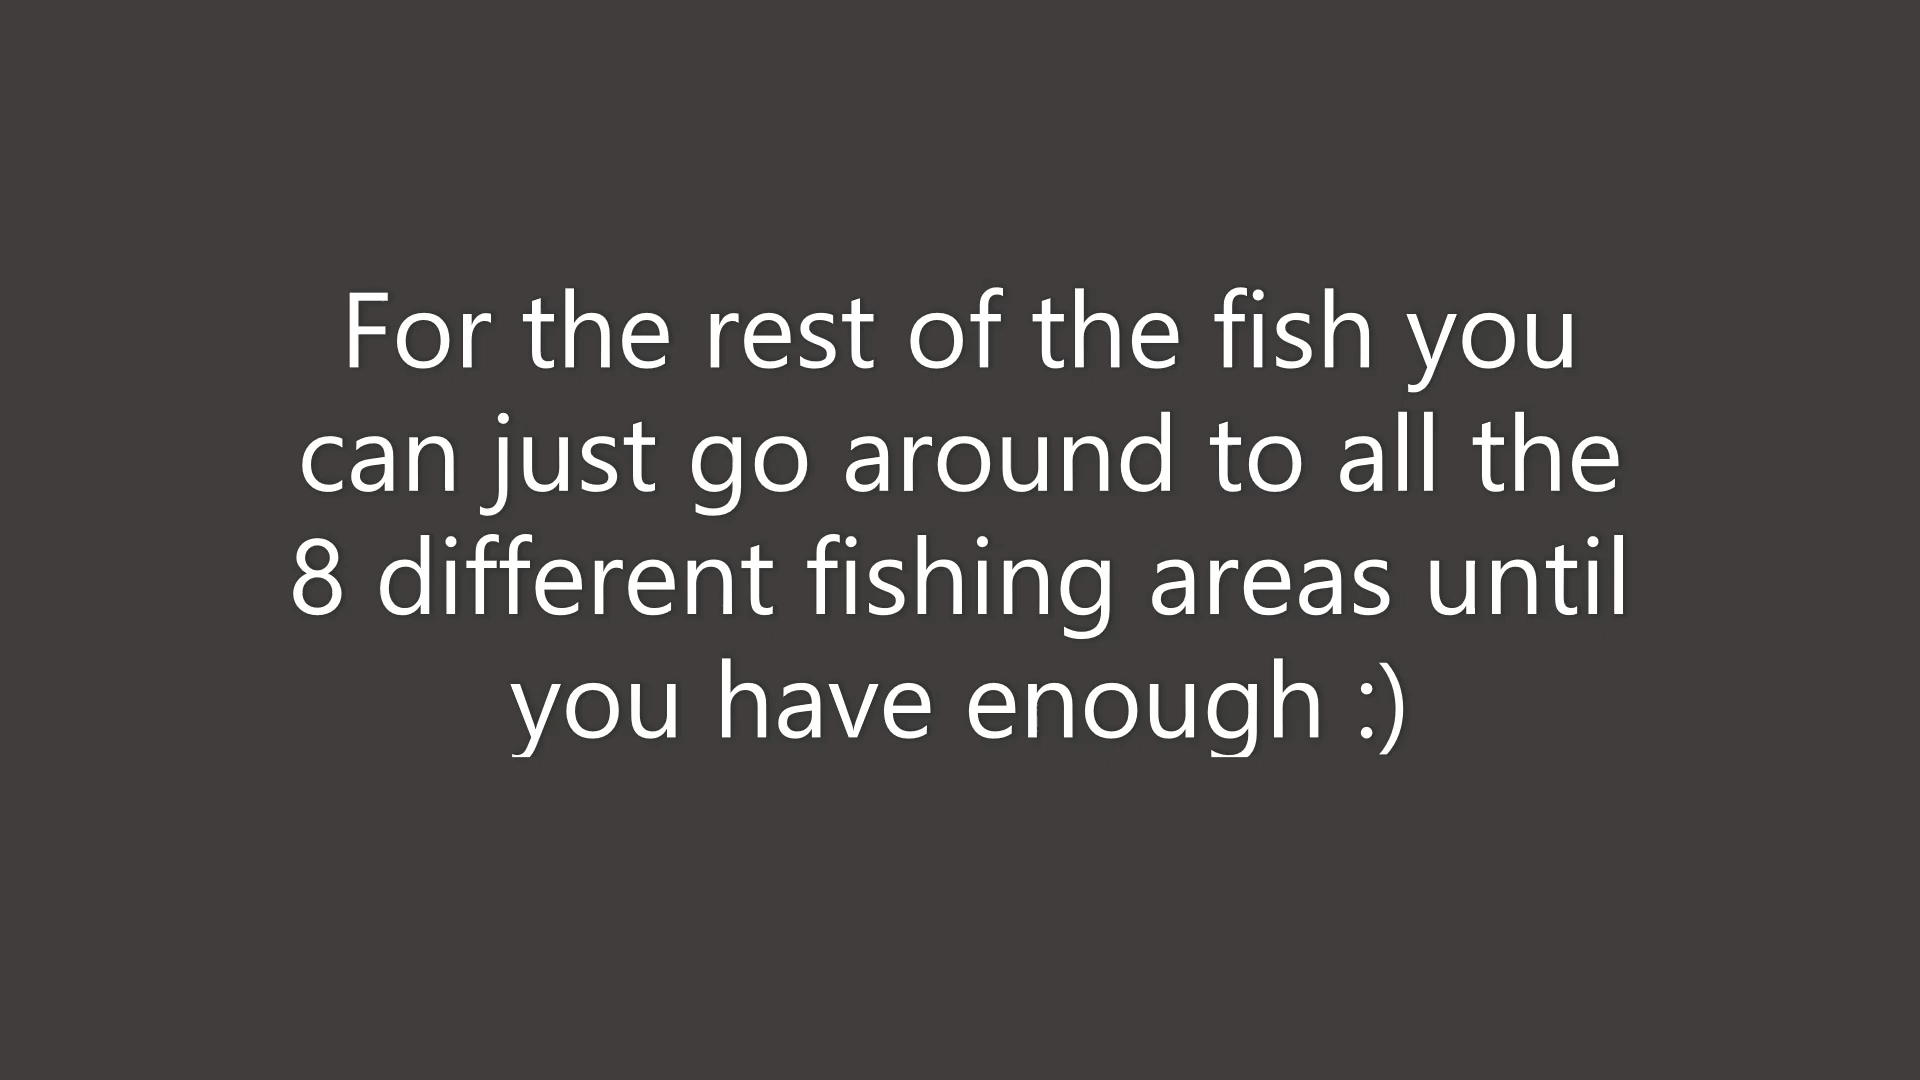 For the rest of the fish you
can just go around to all the
8 different fishing areas until
you have enough :)